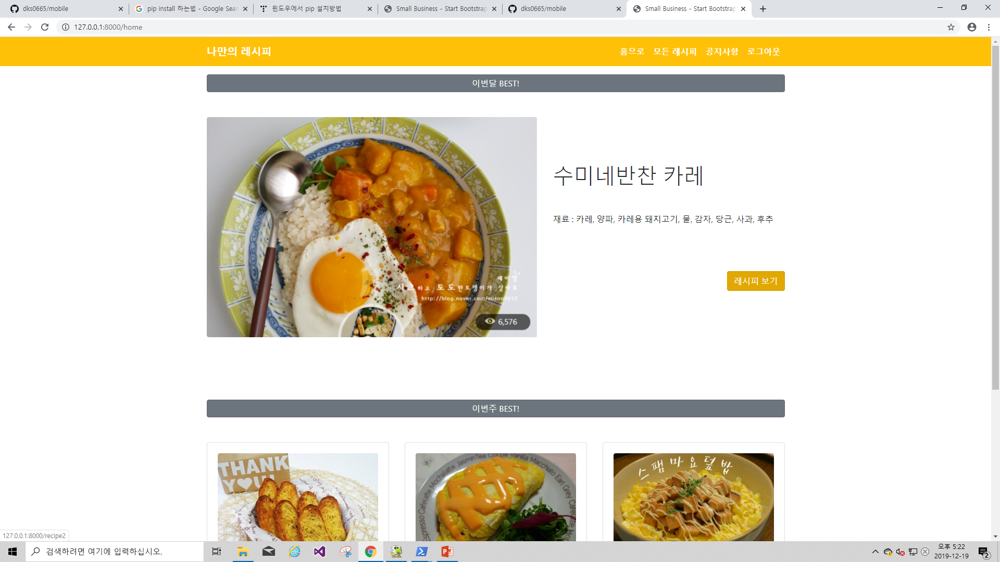 dks0665/mobile
pip install 하는법 - Google Sear
윈도우에서 pip 설치방법
Small Business - Start Bootstrap
dks0665/mobile
Small Business - Start Bootstrap
127.0.0.1:8000/home
나만의 레시피
홈으로 모든 레시피 공지사항 로그아웃
이번달 BEST!
수미네반찬 카레
재료 : 카레, 양파, 카레용 돼지고기, 물, 감자, 당근, 사과, 후추
제이맘
시크하고 도도한도쨍이가 살아요
http://blog.naver.com/misoo0612
6,576
레시피 보기
이번주 BEST!
THANK
YOU
JasminTea Cocoa Vanilla Macchiato Earl Grey
Espresso Cafelatte Mochalatte
스팸마요덮밥
127.0.0.1:8000/recipe2
검색하려면 여기에 입력하십시오.
오후 5:22
2019-12-19
2